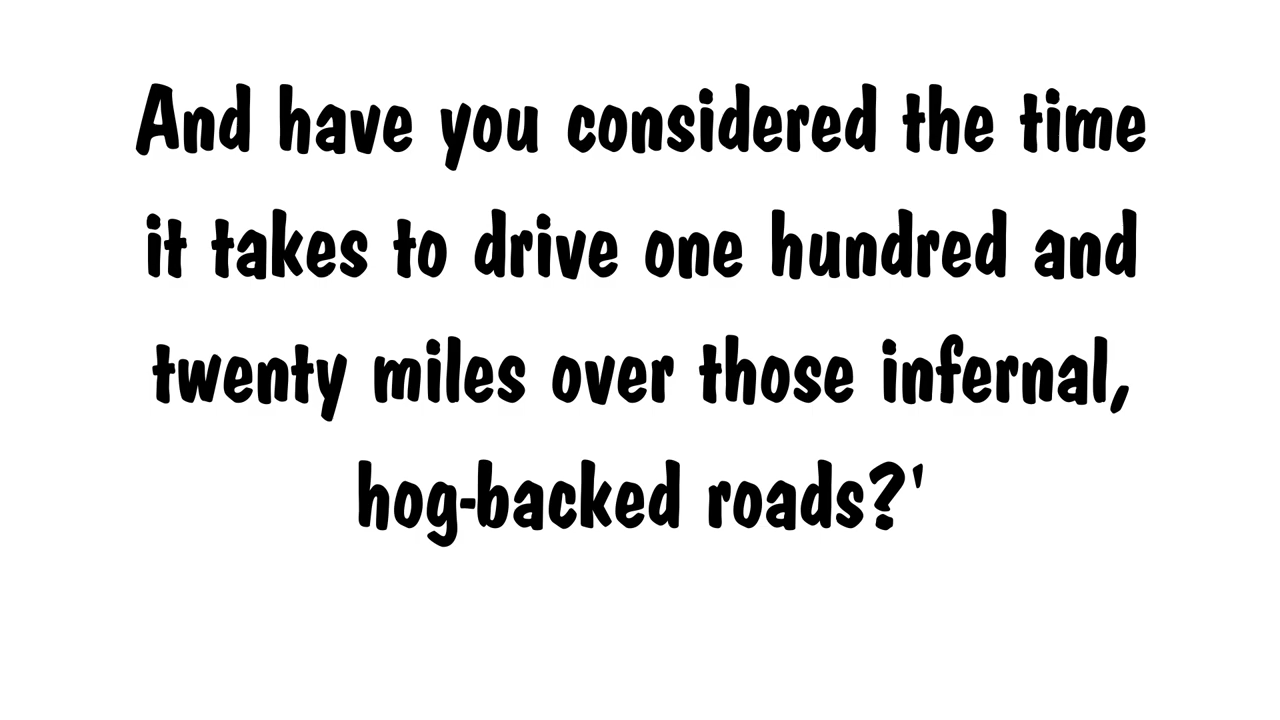 And have you considered the time
it takes to drive one hundred and
twenty miles over those infernal,
hog-backed roads?'